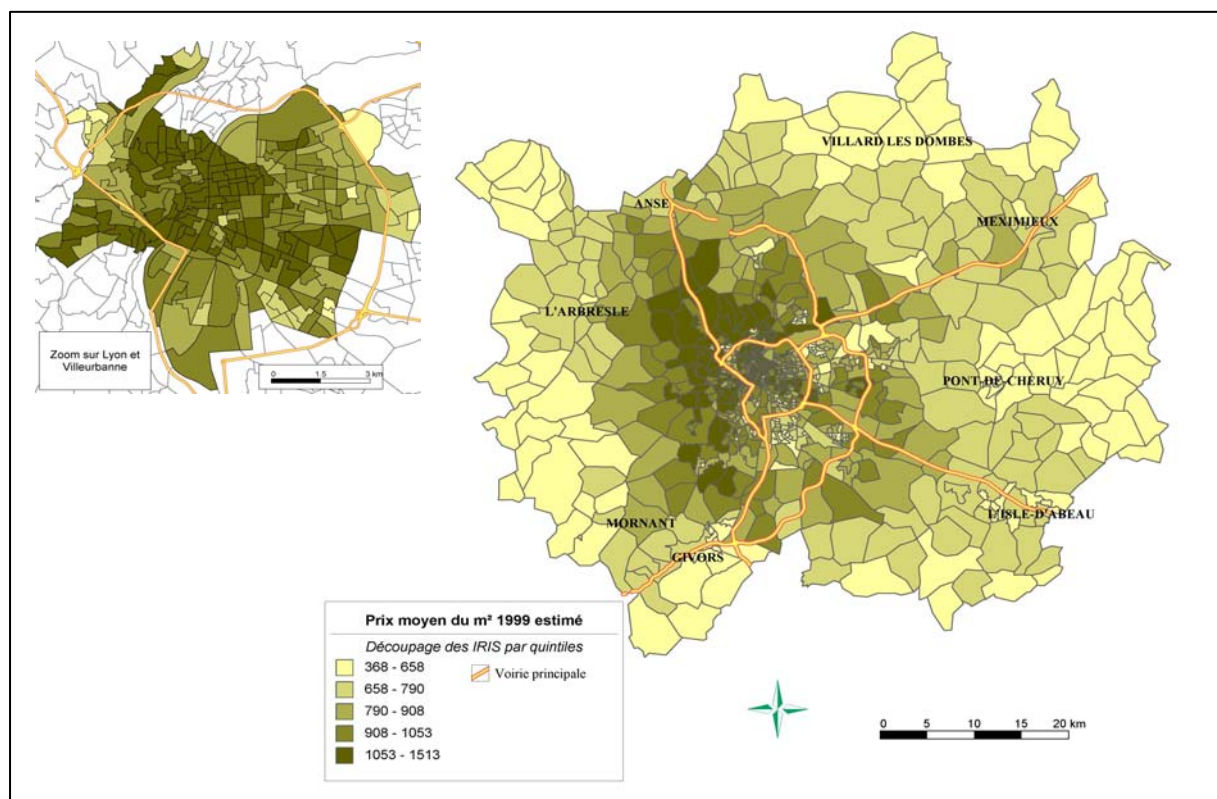 Zoom sur Lyon et
Villeurbanne
0 1.5 3 km
VILLARD LES DOMBES
ANSE
MEXIMIEUX
L'ARBRESLE
PONT-DE-CHERUY
L'ISLE-D'ABEAU
MORNANT
GIVORS
Prix moyen du m² 1999 estimé
Découpage des IRIS par quintiles
368 - 658
Voirie principale
658 - 790
790 - 908
908 - 1053
1053 - 1513
0 5 10 15 20 km